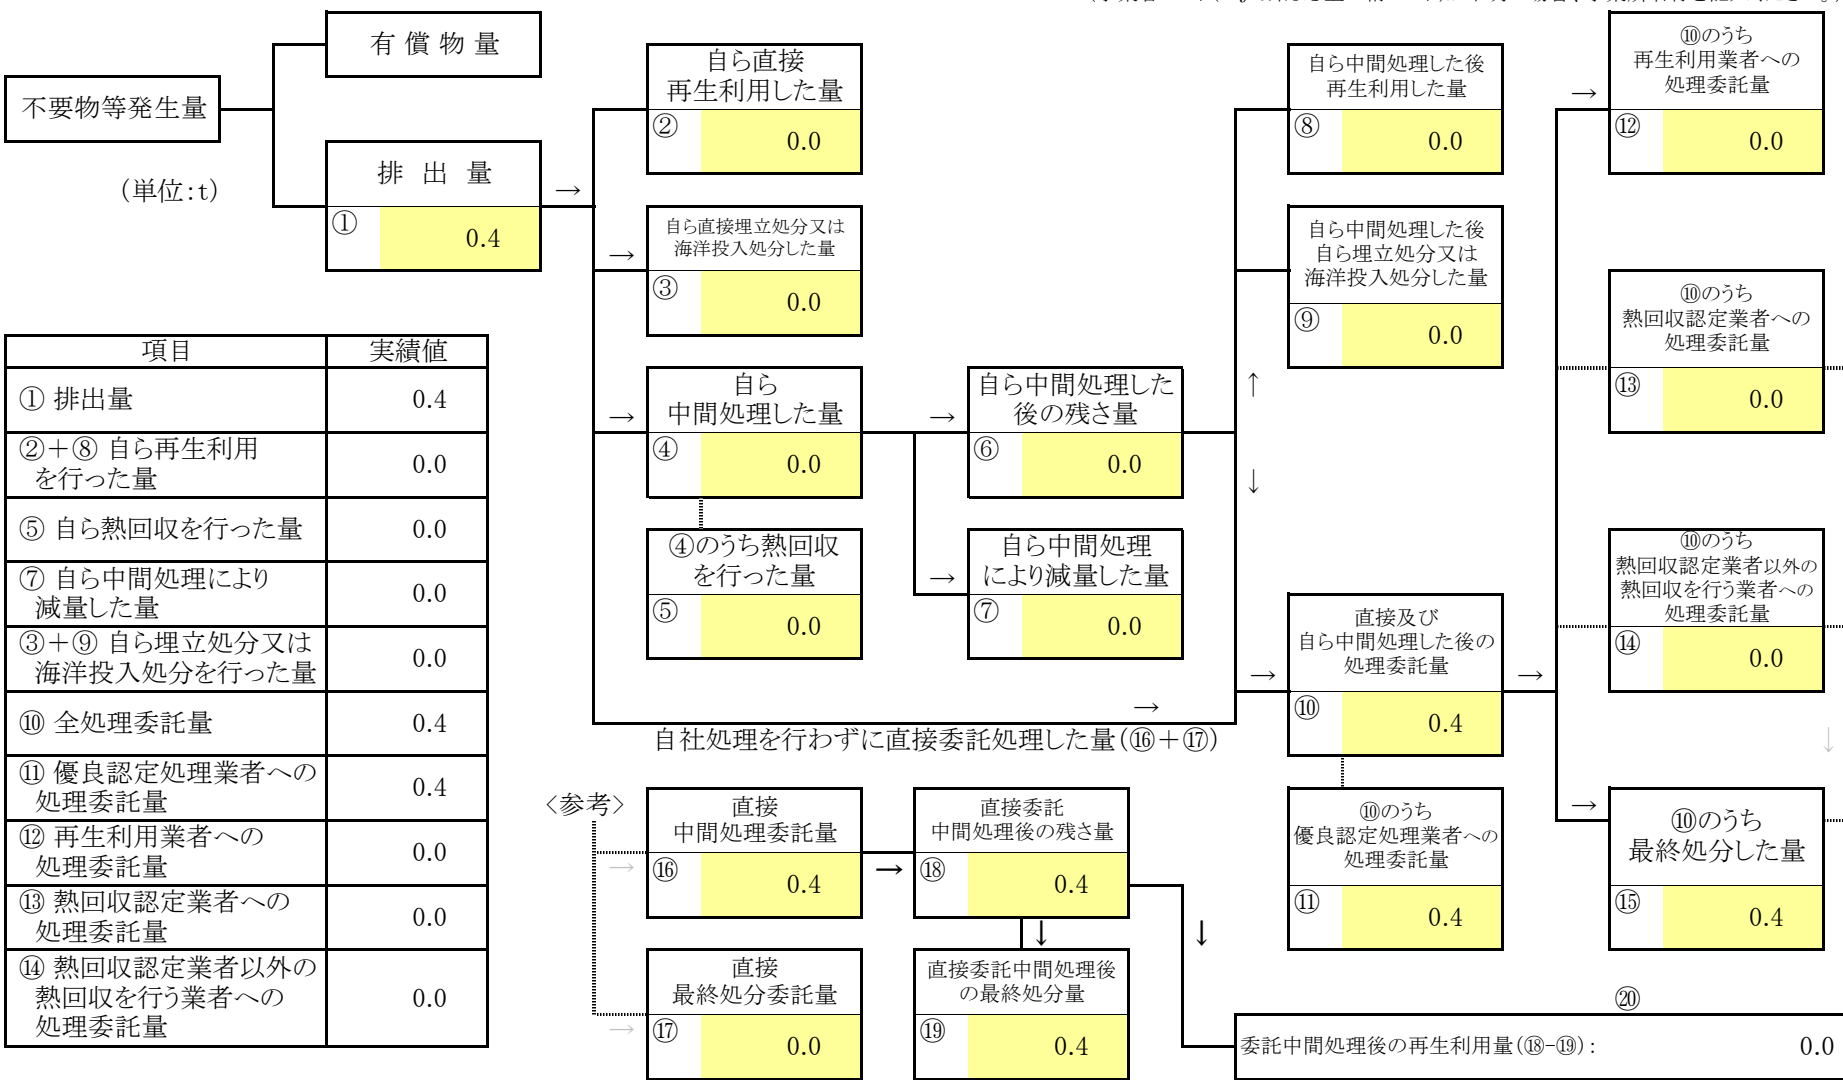 有 償 物 量
不要物等発生量
(単位:t)
排 出 量
① 0.4
→
自ら直接
再生利用した量
② 0.0
→
自ら直接埋立処分又は
海洋投入処分した量
③ 0.0
→
自ら
中間処理した量
④ 0.0
④のうち熱回収
を行った量
⑤ 0.0
→
自ら中間処理した
後の残さ量
⑥ 0.0
→
自ら中間処理
により減量した量
⑦ 0.0
自ら中間処理した後
再生利用した量
⑧ 0.0
自ら中間処理した後
自ら埋立処分又は
海洋投入処分した量
⑨ 0.0
↑
↓
→
自社処理を行わずに直接委託処理した量(⑯+⑰)
→
直接及び
自ら中間処理した後の
処理委託量
⑩ 0.4
→
⑩のうち
優良認定処理業者への
処理委託量
⑪ 0.4
→
⑩のうち
再生利用業者への
処理委託量
⑫ 0.0
⑩のうち
熱回収認定業者への
処理委託量
⑬ 0.0
⑩のうち
熱回収認定業者以外の
熱回収を行う業者への
処理委託量
⑭ 0.0
↓
→
⑩のうち
最終処分した量
⑮ 0.4
項目 実績値
① 排出量 0.4
②+⑧ 自ら再生利用
を行った量 0.0
⑤ 自ら熱回収を行った量 0.0
⑦ 自ら中間処理により
減量した量 0.0
③+⑨ 自ら埋立処分又は
海洋投入処分を行った量 0.0
⑩ 全処理委託量 0.4
⑪ 優良認定処理業者への
処理委託量 0.4
⑫ 再生利用業者への
処理委託量 0.0
⑬ 熱回収認定業者への
処理委託量 0.0
⑭ 熱回収認定業者以外の
熱回収を行う業者への
処理委託量 0.0
〈参考〉
→
直接
中間処理委託量
⑯ 0.4
→
直接委託
中間処理後の残さ量
⑱ 0.4
↓
↓
→
直接
最終処分委託量
⑰ 0.0
直接委託中間処理後
の最終処分量
⑲ 0.4
⑳
委託中間処理後の再生利用量(⑱-⑲): 0.0